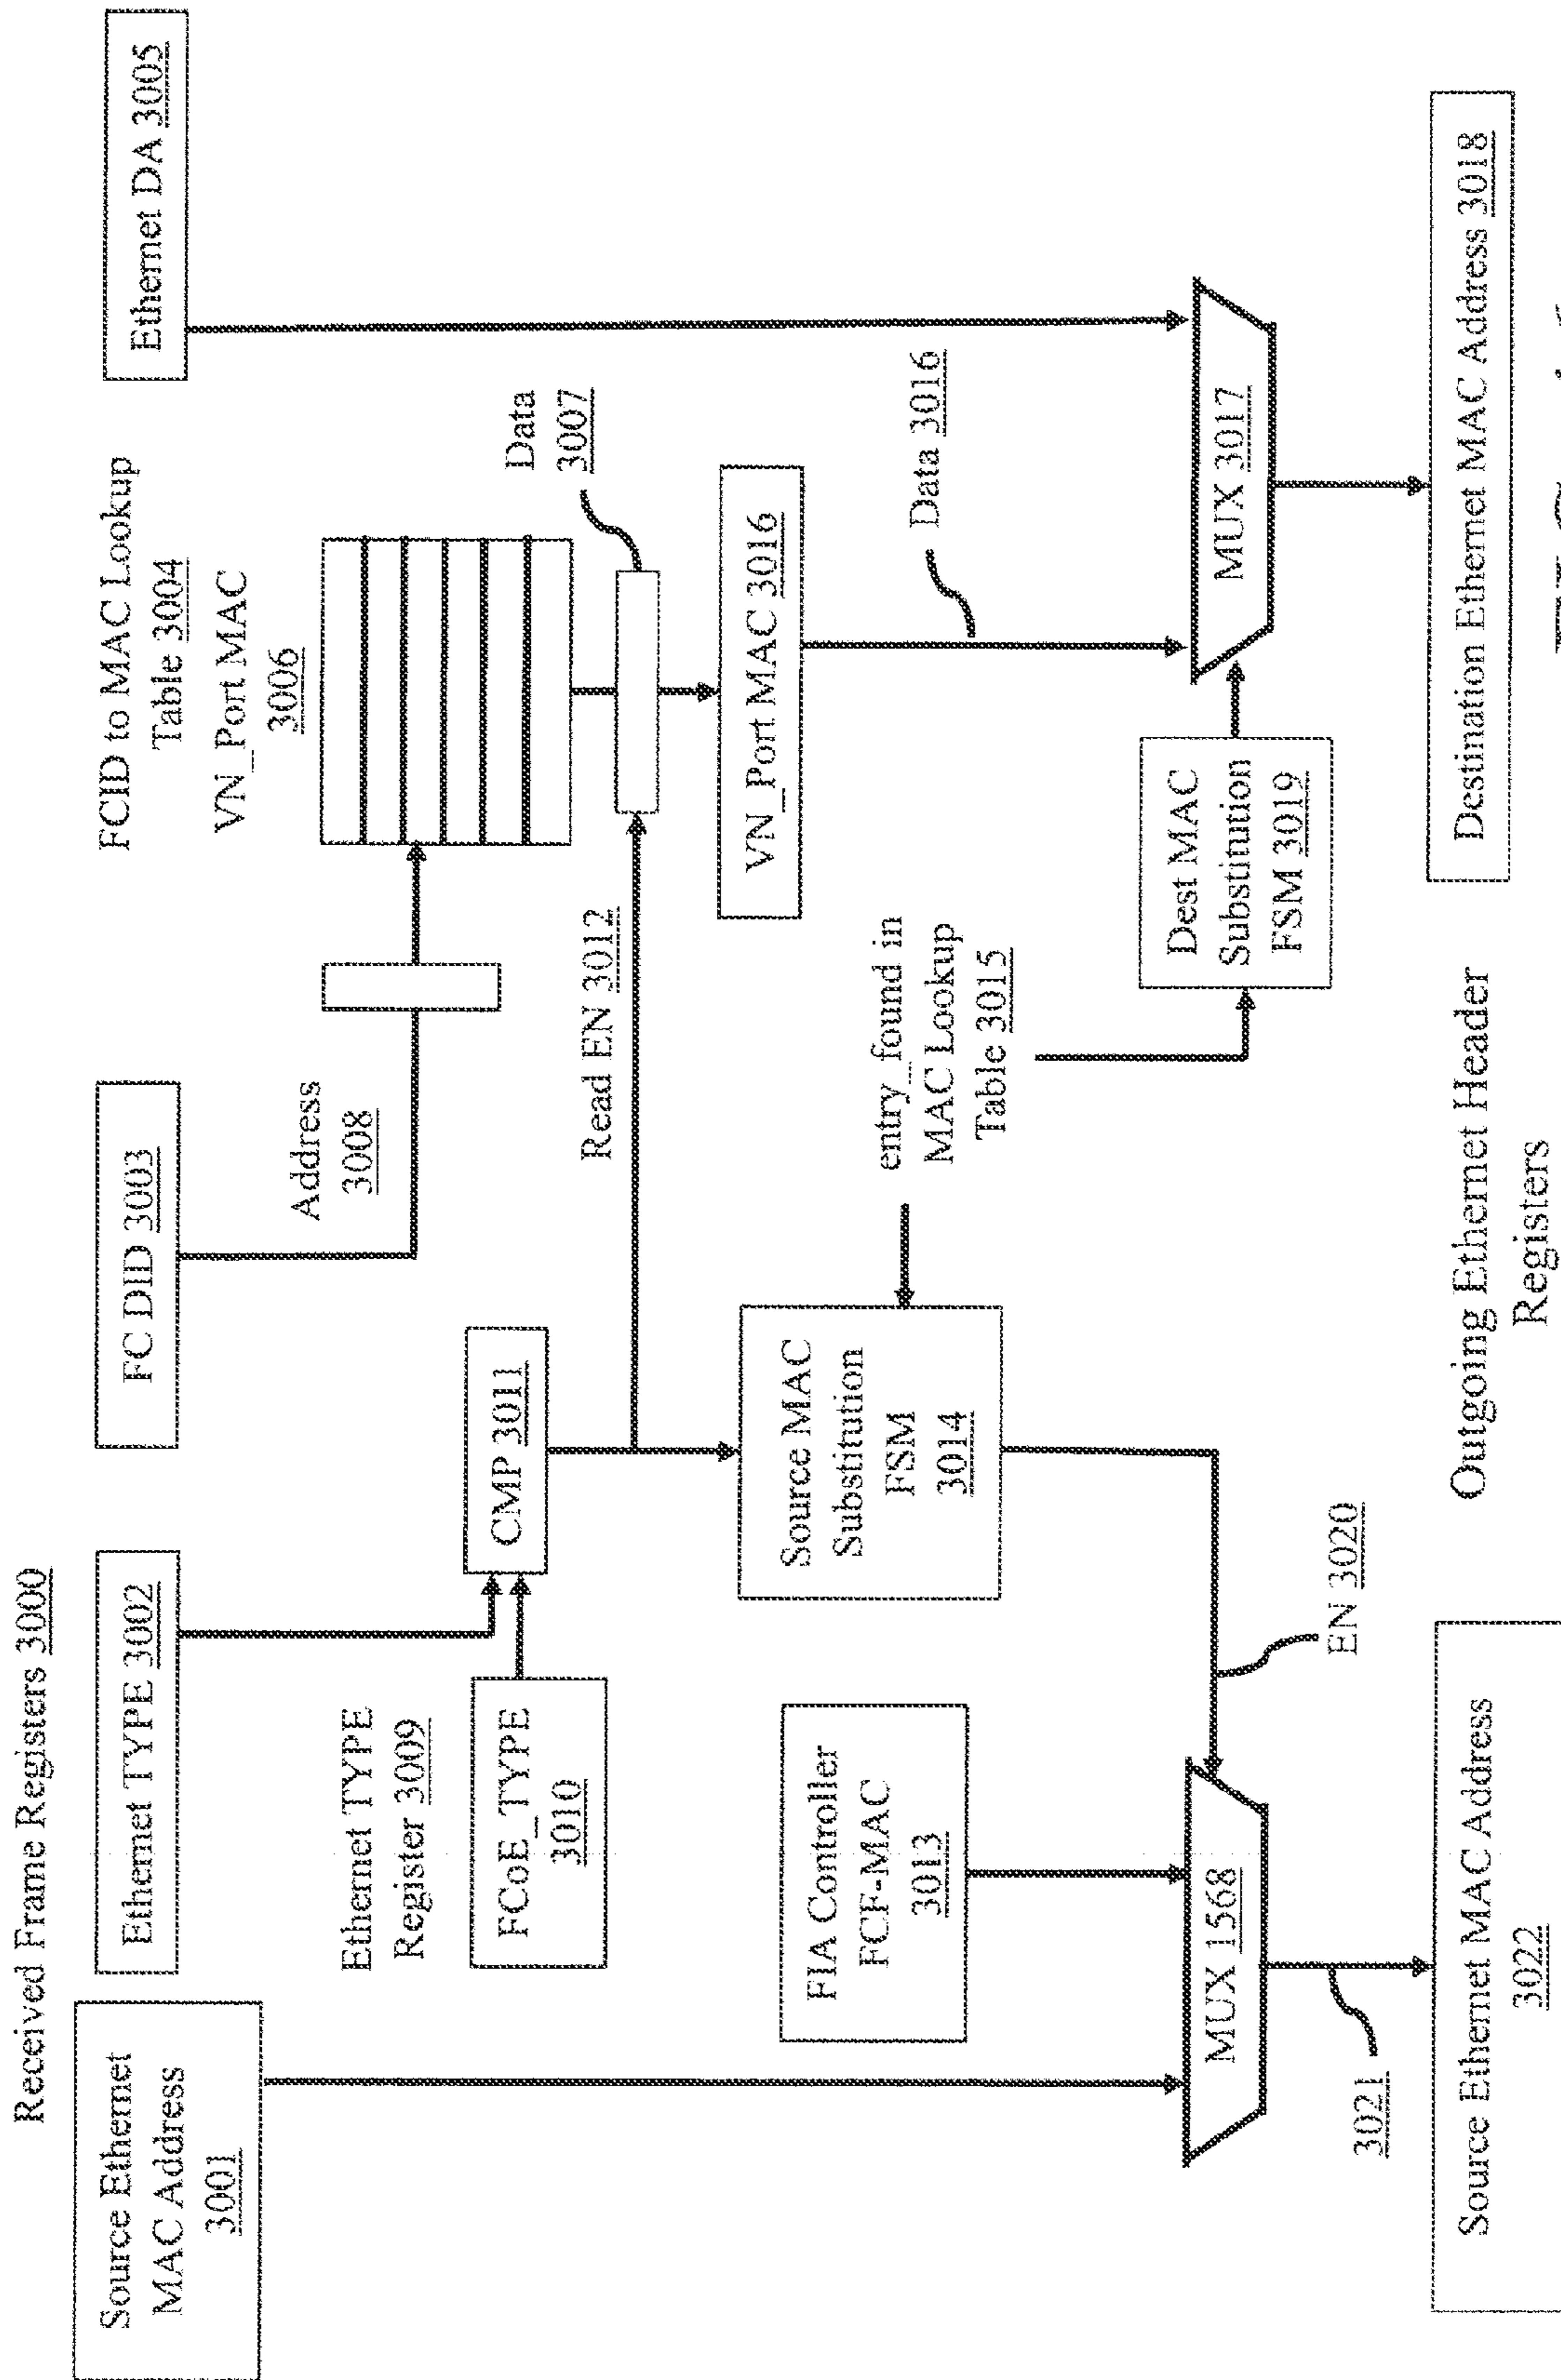 Received Frame Registers 3000
Source Ethernet
MAC Address
3001
Ethernet TYPE 3002
FC DID 3003
FCID to MAC Lookup
Table 3004
VN_Port MAC
3006
Ethernet DA 3005
Ethernet TYPE
Register 3009
FCoE_TYPE
3010
CMP 3011
Address
3008
Read EN 3012
Data
3007
VN_Port MAC 3016
FIA Controller
FCF-MAC
3013
Source MAC
Substitution
FSM
3014
entry_found in
MAC Lookup
Table 3015
Data 3016
Dest MAC
Substitution
FSM 3019
MUX 1568
MUX 3017
EN 3020
3021
Source Ethernet MAC Address
3022
Outgoing Ethernet Header
Registers
Destination Ethernet MAC Address 3018